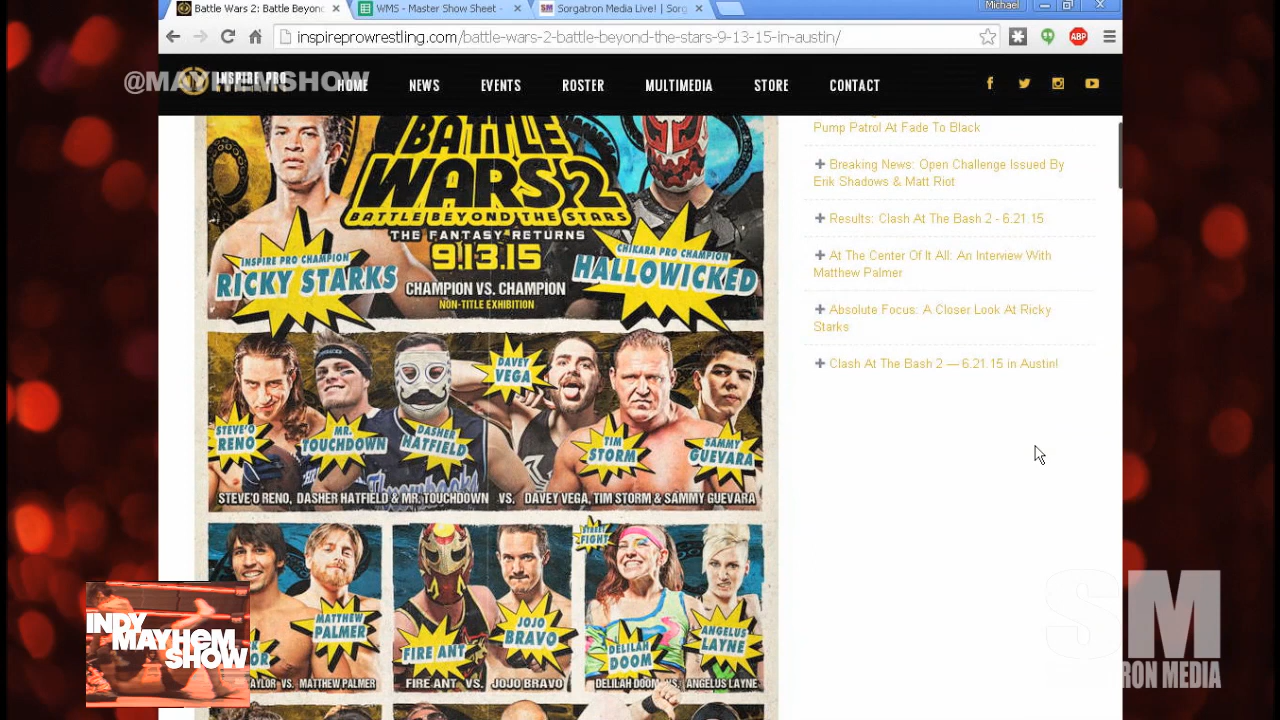 Battle Wars 2: Battle Beyon
WMS - Master Show Sheet -
Sorgatron Media Live! | Sorg
Michael
inspireprowrestling.com/battle-wars-2-battle-beyond-the-stars-9-13-15-in-austin/
ABP
@MAYHEMSHOW
INSPIRE PRO
HOME
NEWS
EVENTS
ROSTER
MULTIMEDIA
STORE
CONTACT
BATTLE
WARS 2
BATTLE BEYOND THE STARS
THE FANTASY RETURNS
9.13.15
INSPIRE PRO CHAMPION
RICKY STARKS
CHIKARA PRO CHAMPION
HALLOWICKED
CHAMPION VS. CHAMPION
NON-TITLE EXHIBITION
STEVE'O RENO
MR. TOUCHDOWN
DASHER HATFIELD
DAVEY VEGA
TIM STORM
SAMMY GUEVARA
STEVE'O RENO, DASHER HATFIELD & MR. TOUCHDOWN VS. DAVEY VEGA, TIM STORM & SAMMY GUEVARA
MATTHEW PALMER
FIRE ANT
JOJO BRAVO
STREET FIGHT
DELILAH DOOM
ANGELUS LAYNE
AYLOR VS. MATTHEW PALMER
FIRE ANT VS. JOJO BRAVO
DELILAH DOOM VS. ANGELUS LAYNE
Pump Patrol At Fade To Black
Breaking News: Open Challenge Issued By
Erik Shadows & Matt Riot
Results: Clash At The Bash 2 - 6.21.15
At The Center Of It All: An Interview With
Matthew Palmer
Absolute Focus: A Closer Look At Ricky
Starks
Clash At The Bash 2 — 6.21.15 in Austin!
INDY
MAYHEM
SHOW
SM
RON MEDIA